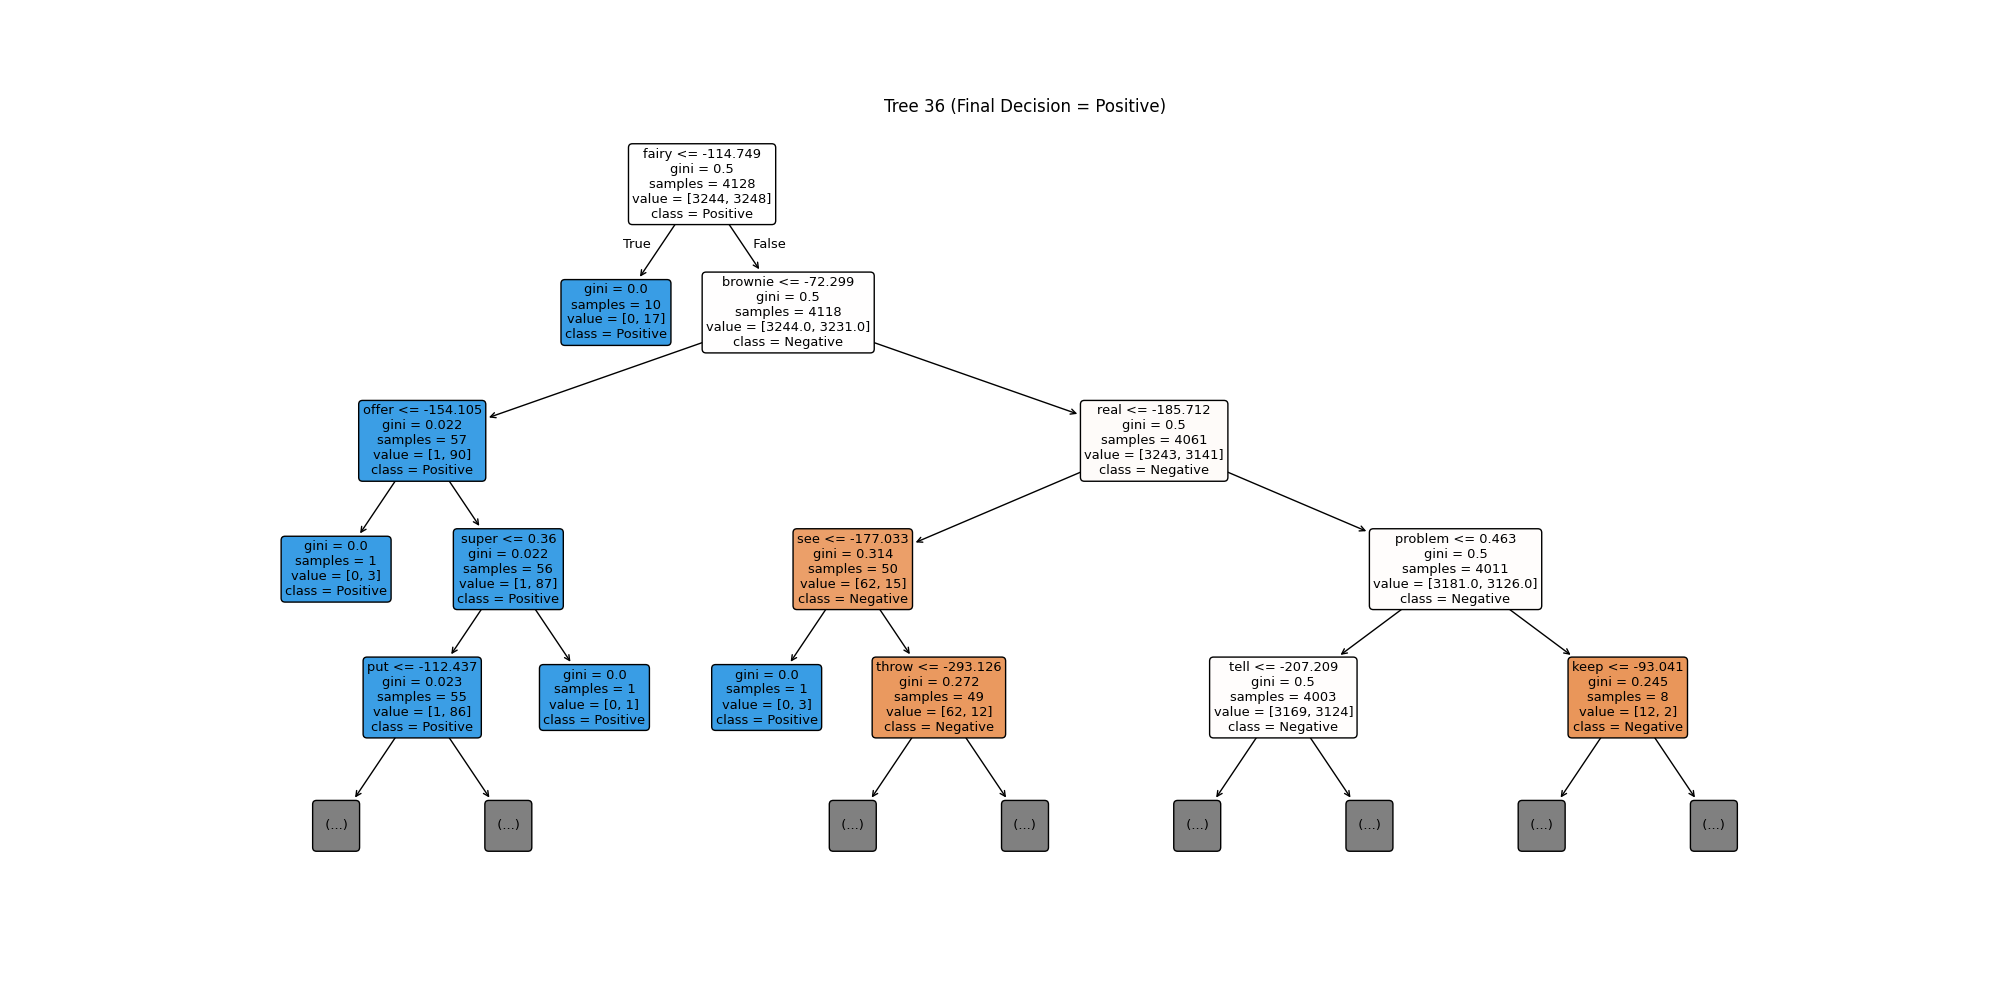 Tree 36 (Final Decision = Positive)
fairy <= -114.749
gini = 0.5
samples = 4128
value = [3244, 3248]
class = Positive
True
False
gini = 0.0
samples = 10
value = [0, 17]
class = Positive
brownie <= -72.299
gini = 0.5
samples = 4118
value = [3244.0, 3231.0]
class = Negative
offer <= -154.105
gini = 0.022
samples = 57
value = [1, 90]
class = Positive
real <= -185.712
gini = 0.5
samples = 4061
value = [3243, 3141]
class = Negative
gini = 0.0
samples = 1
value = [0, 3]
class = Positive
super <= 0.36
gini = 0.022
samples = 56
value = [1, 87]
class = Positive
see <= -177.033
gini = 0.314
samples = 50
value = [62, 15]
class = Negative
problem <= 0.463
gini = 0.5
samples = 4011
value = [3181.0, 3126.0]
class = Negative
put <= -112.437
gini = 0.023
samples = 55
value = [1, 86]
class = Positive
gini = 0.0
samples = 1
value = [0, 1]
class = Positive
gini = 0.0
samples = 1
value = [0, 3]
class = Positive
throw <= -293.126
gini = 0.272
samples = 49
value = [62, 12]
class = Negative
tell <= -207.209
gini = 0.5
samples = 4003
value = [3169, 3124]
class = Negative
keep <= -93.041
gini = 0.245
samples = 8
value = [12, 2]
class = Negative
(...)
(...)
(...)
(...)
(...)
(...)
(...)
(...)